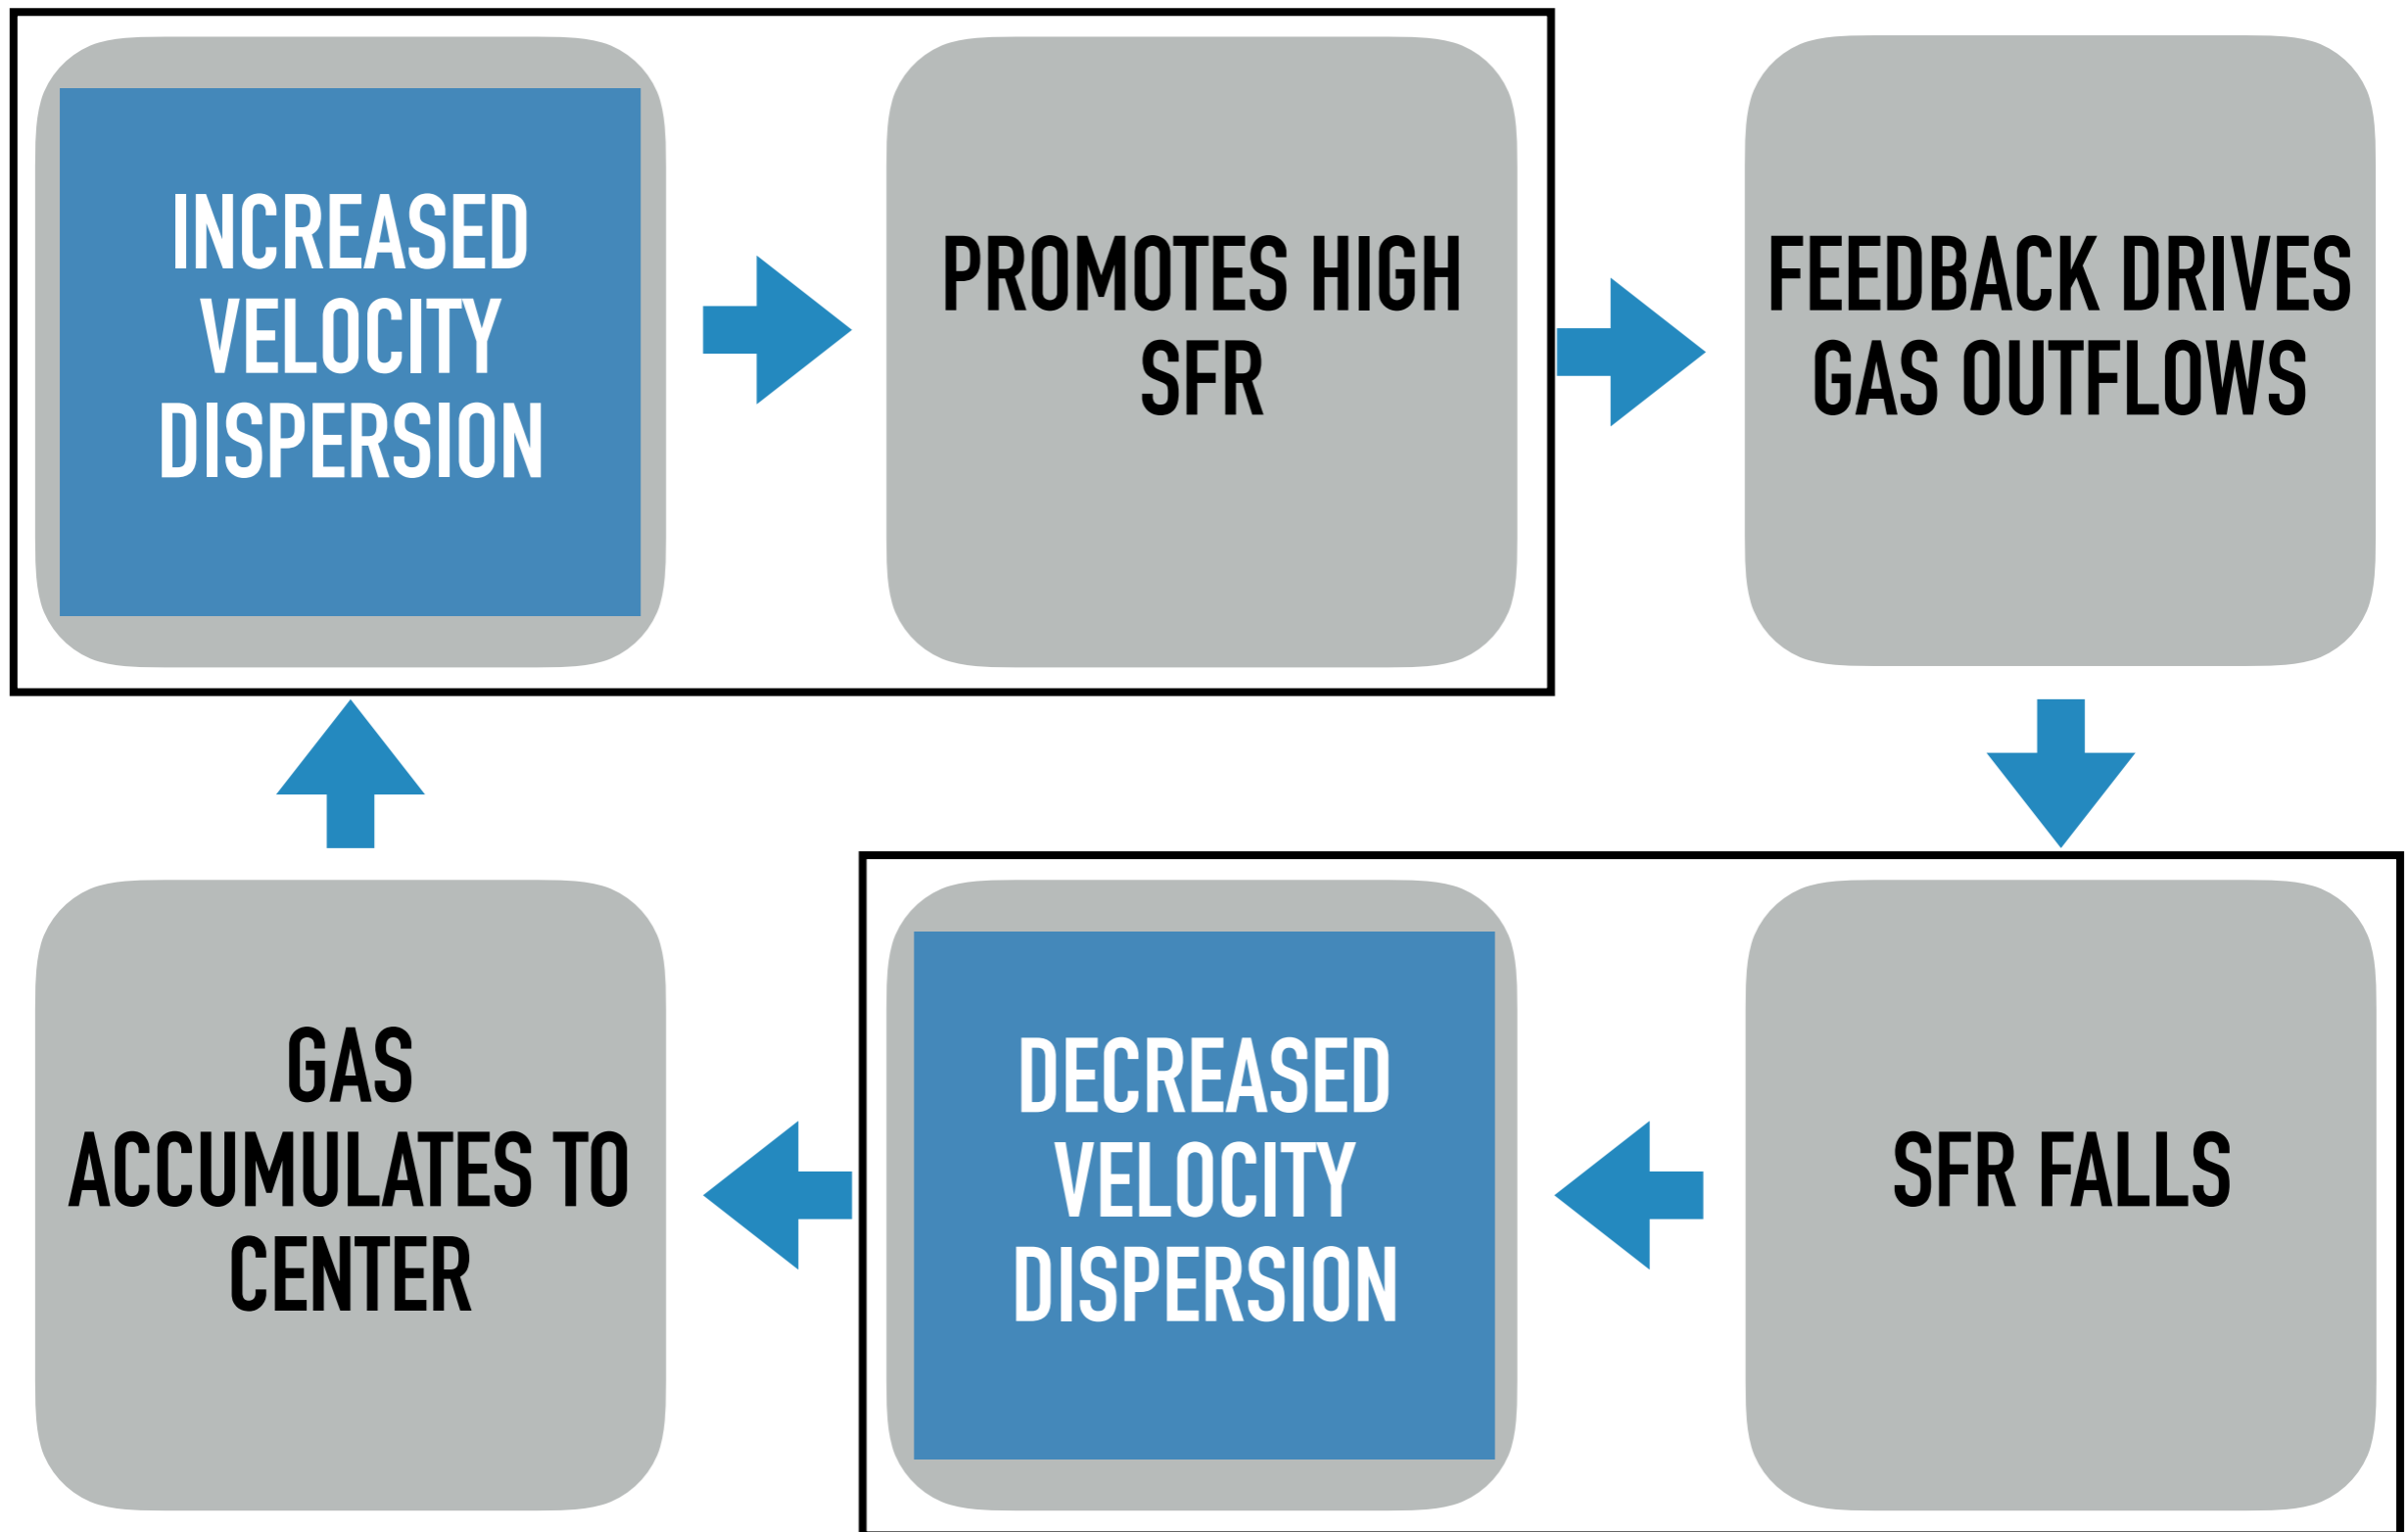 INCREASED
VELOCITY
DISPERSION
PROMOTES HIGH
SFR
FEEDBACK DRIVES
GAS OUTFLOWS
SFR FALLS
DECREASED
VELOCITY
DISPERSION
GAS
ACCUMULATES TO
CENTER